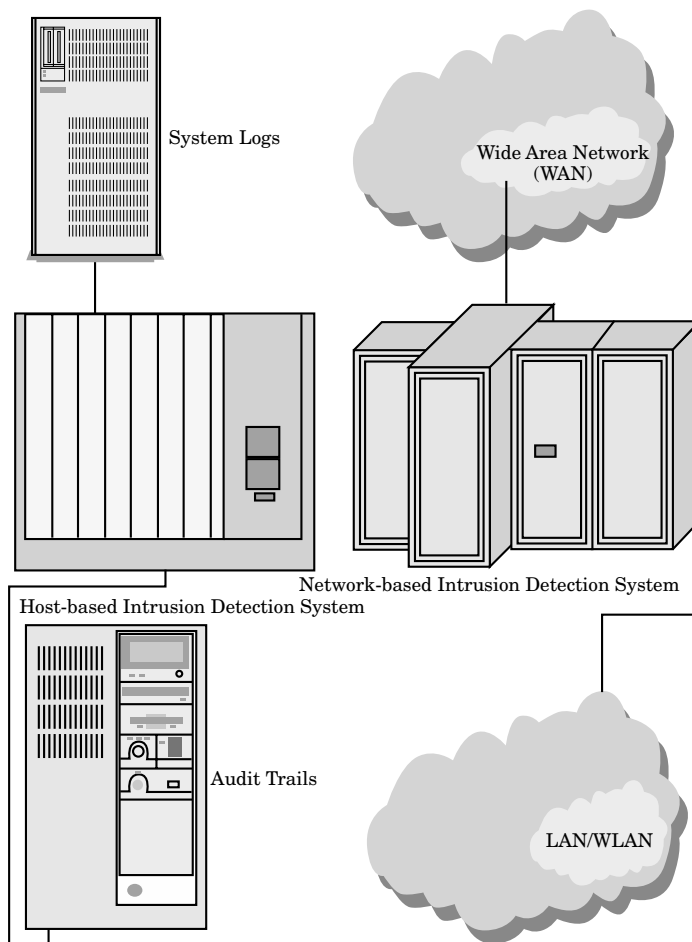 System Logs
Wide Area Network
(WAN)
Network-based Intrusion Detection System
Host-based Intrusion Detection System
Audit Trails
LAN/WLAN